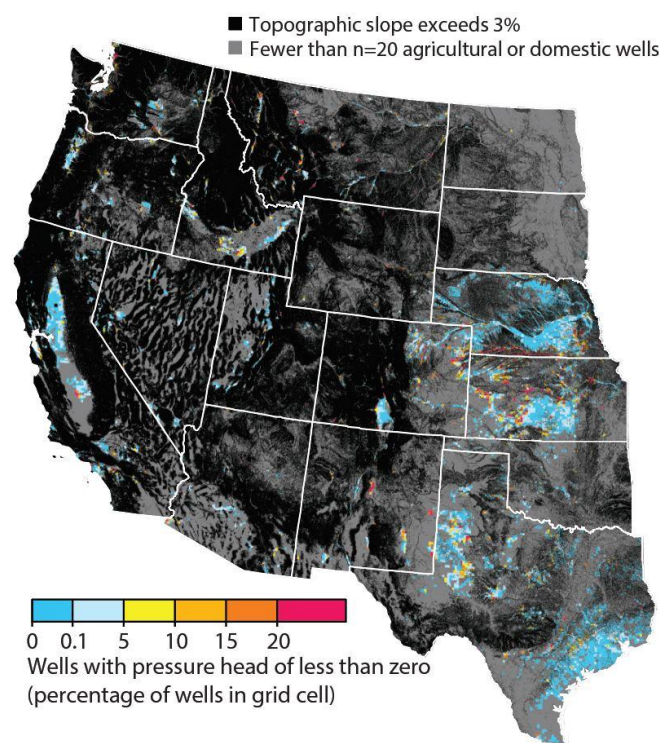 Topographic slope exceeds 3%
Fewer than n=20 agricultural or domestic wells
0 0.1 5 10 15 20
Wells with pressure head of less than zero
(percentage of wells in grid cell)